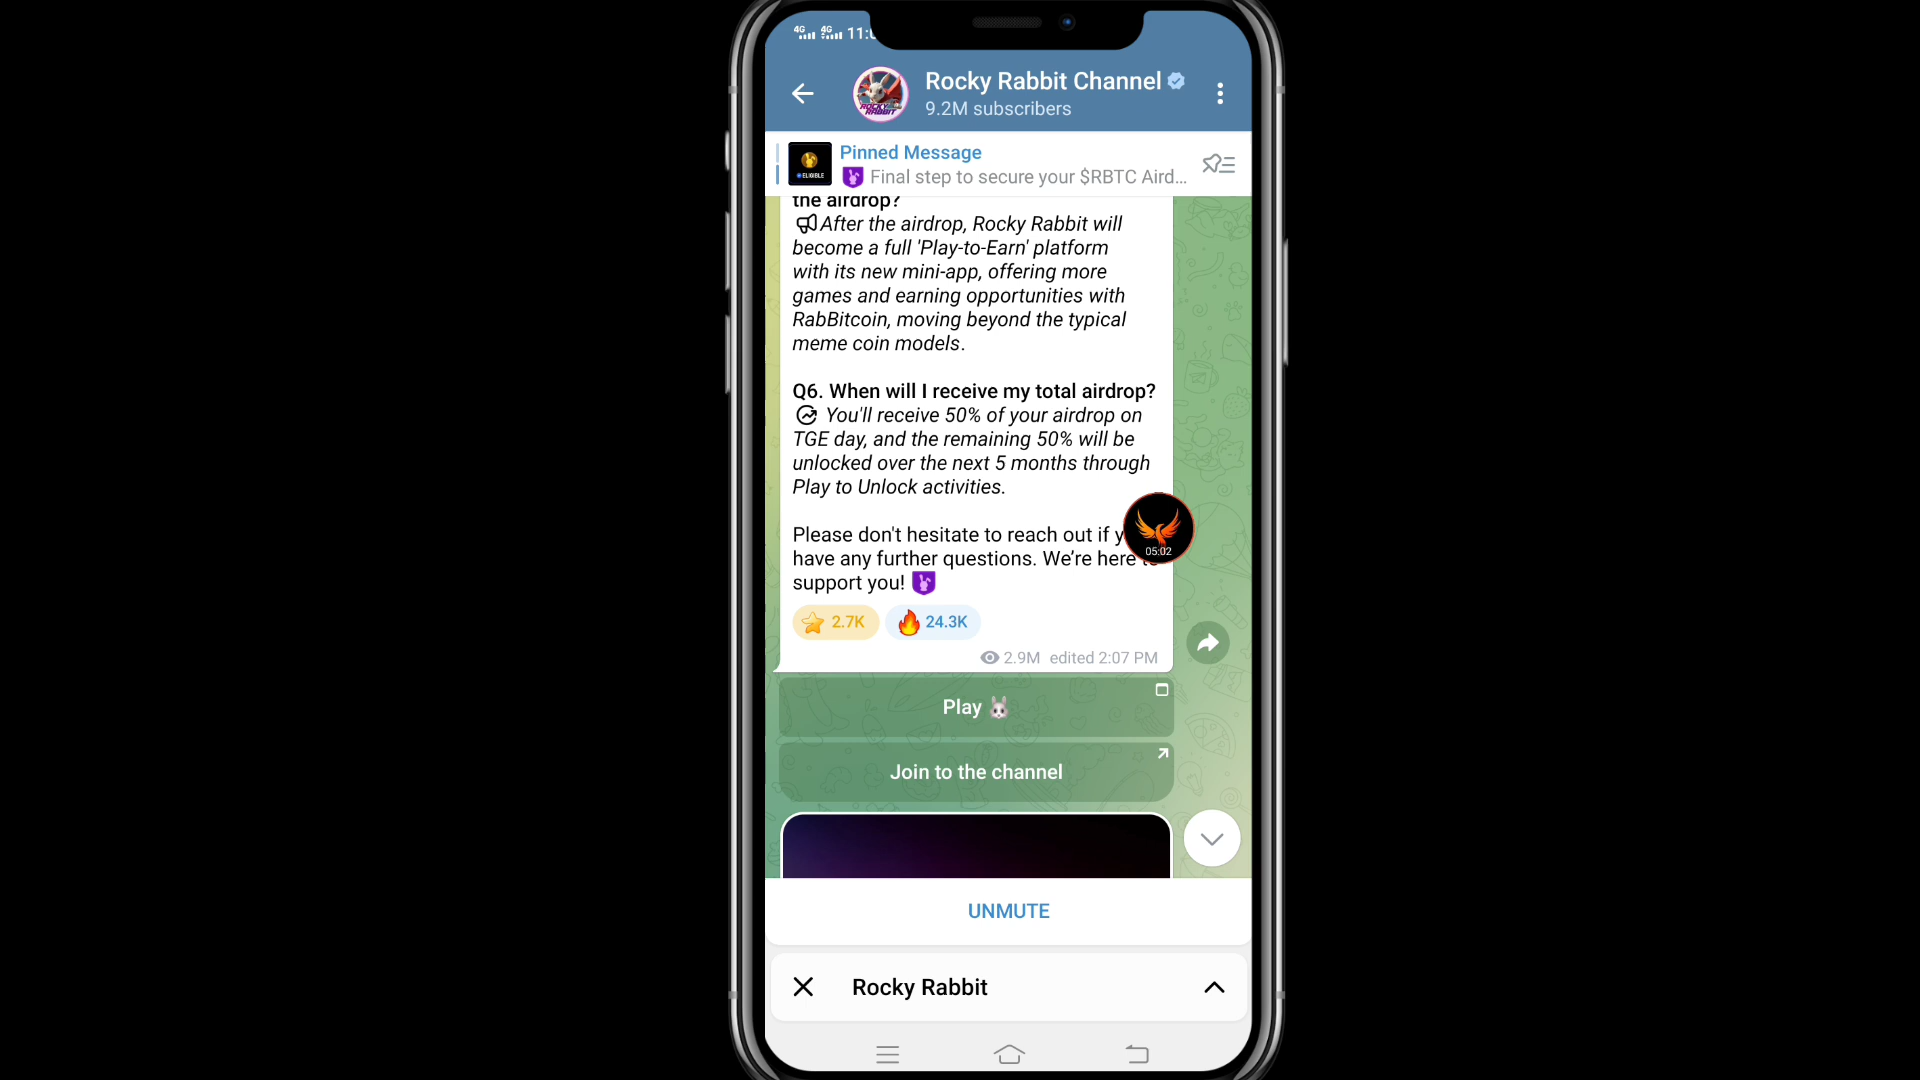 4G 4G 11:0
Rocky Rabbit Channel
9.2M subscribers
ROCKY RABBIT
Pinned Message
ELIGIBLE
Final step to secure your $RBTC Aird...
the airdrop?
After the airdrop, Rocky Rabbit will
become a full 'Play-to-Earn' platform
with its new mini-app, offering more
games and earning opportunities with
RabBitcoin, moving beyond the typical
meme coin models.
Q6. When will I receive my total airdrop?
You'll receive 50% of your airdrop on
TGE day, and the remaining 50% will be
unlocked over the next 5 months through
Play to Unlock activities.
Please don't hesitate to reach out if y
have any further questions. We’re here
support you!
05:02
2.7K 24.3K
2.9M edited 2:07 PM
Play
Join to the channel
UNMUTE
Rocky Rabbit